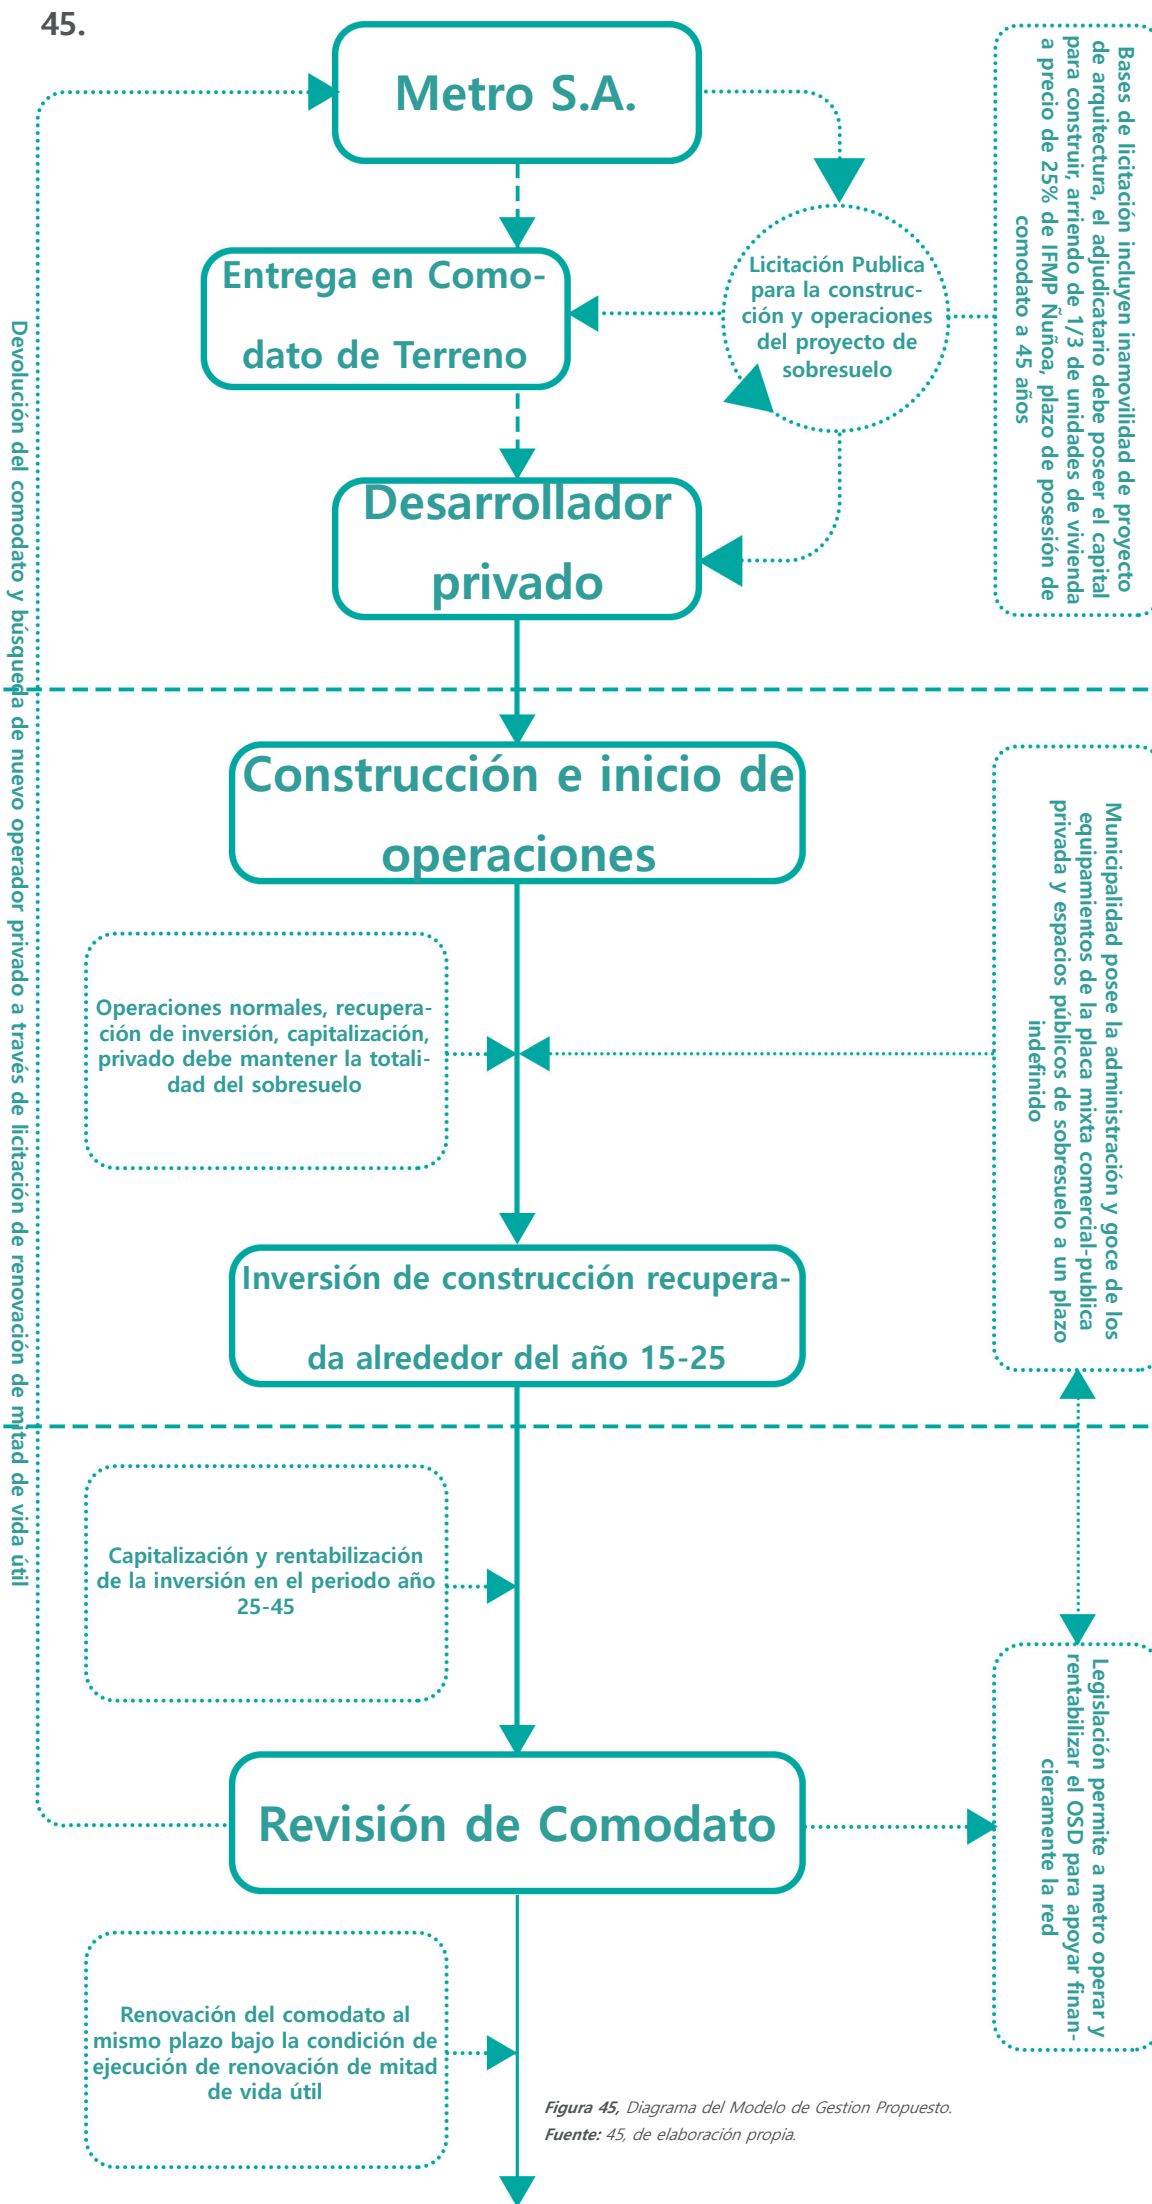 45.
Metro S.A.
Bases de licitación incluyen inamovilidad de proyecto
de arquitectura, el adjudicatario debe poseer el capital
para construir, arriendo de 1/3 de unidades de vivienda
a precio de 25% de IFMP Ñuñoa, plazo de posesión de
comodato a 45 años
Entrega en Como-
dato de Terreno
Licitación Publica
para la construc-
ción y operaciones
del proyecto de
sobresuelo
Desarrollador
privado
Devolución del comodato y búsqueda de nuevo operador privado a través de licitación de renovación de mitad de vida útil
Construcción e inicio de
operaciones
Municipalidad posee la administración y goce de los
equipamientos de la placa mixta comercial-publica
privada y espacios públicos de sobresuelo a un plazo
indefinido
Operaciones normales, recupera-
ción de inversión, capitalización,
privado debe mantener la totali-
dad del sobresuelo
Inversión de construcción recupera-
da alrededor del año 15-25
Capitalización y rentabilización
de la inversión en el periodo año
25-45
Legislación permite a metro operar y
rentabilizar el OSD para apoyar finan-
cieramente la red
Revisión de Comodato
Renovación del comodato al
mismo plazo bajo la condición de
ejecución de renovación de mitad
de vida útil
Figura 45, Diagrama del Modelo de Gestion Propuesto.
Fuente: 45, de elaboración propia.